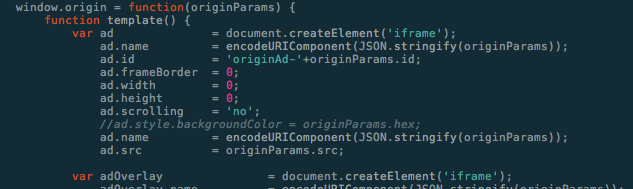 window.origin = function(originParams) {
function template() {
var ad = document.createElement('iframe');
ad.name = encodeURIComponent(JSON.stringify(originParams));
ad.id = 'originAd-'+originParams.id;
ad.frameBorder = 0;
ad.width = 0;
ad.height = 0;
ad.scrolling = 'no';
//ad.style.backgroundColor = originParams.hex;
ad.name = encodeURIComponent(JSON.stringify(originParams));
ad.src = originParams.src;
var adOverlay = document.createElement('iframe');
adOverlay.name = encodeURIComponent(JSON.stringify(originParams));